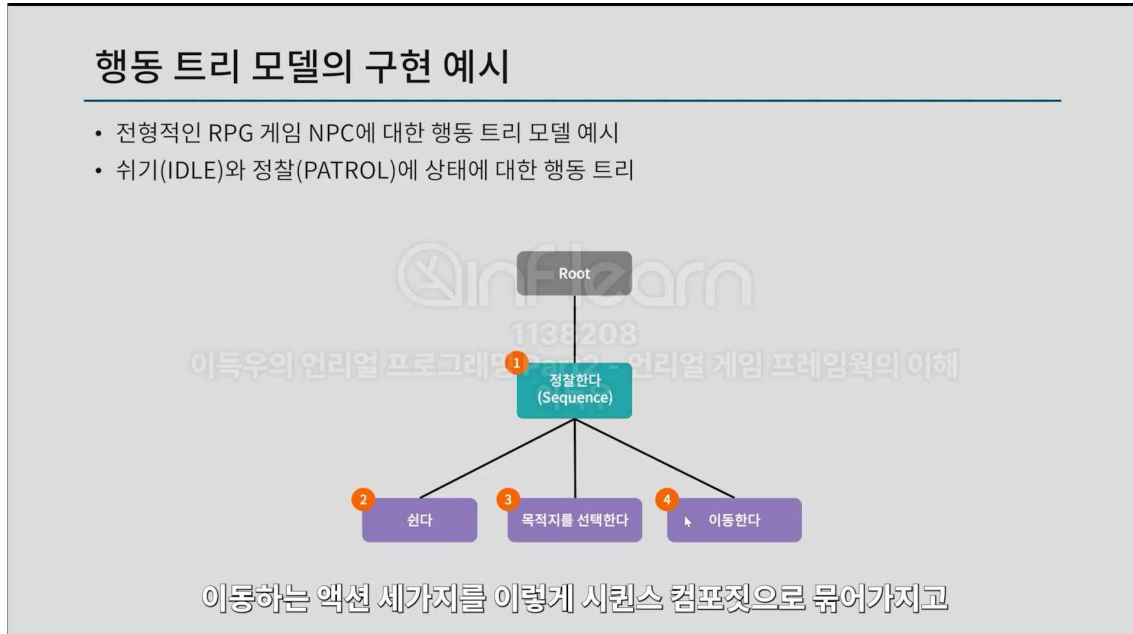 행동 트리 모델의 구현 예시
• 전형적인 RPG 게임 NPC에 대한 행동 트리 모델 예시
• 쉬기(IDLE)와 정찰(PATROL)에 상태에 대한 행동 트리
inflearn
Root
1138208
이득우의 언리얼 프로그래밍 Part2 - 언리얼 게임 프레임웍의 이해
이득우
1
정찰한다
(Sequence)
2 3 4
쉰다 목적지를 선택한다 이동한다
이동하는 액션 세가지를 이렇게 시퀀스 컴포짓으로 묶어가지고